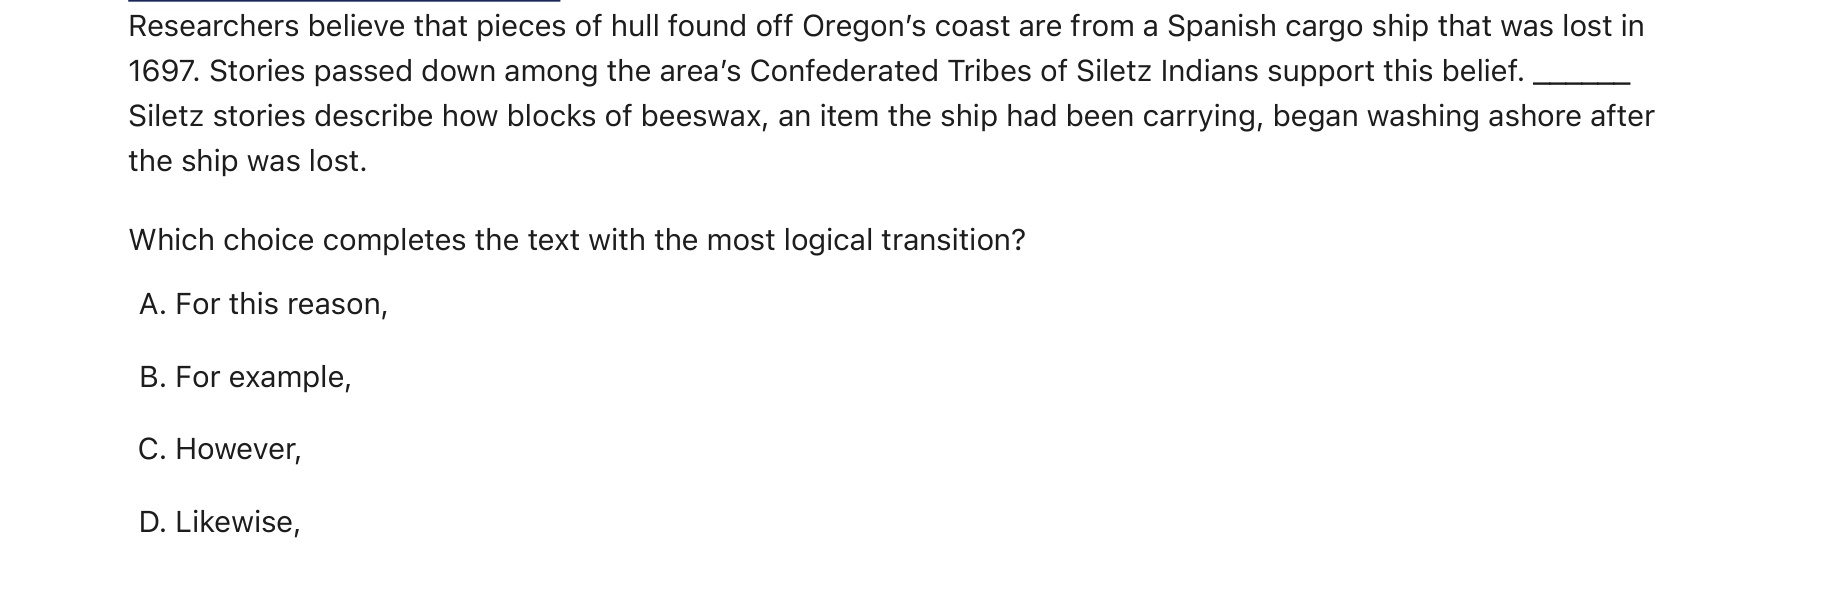 Researchers believe that pieces of hull found off Oregon’s coast are from a Spanish cargo ship that was lost in
1697. Stories passed down among the area’s Confederated Tribes of Siletz Indians support this belief. ______
Siletz stories describe how blocks of beeswax, an item the ship had been carrying, began washing ashore after
the ship was lost.
Which choice completes the text with the most logical transition?
A. For this reason,
B. For example,
C. However,
D. Likewise,